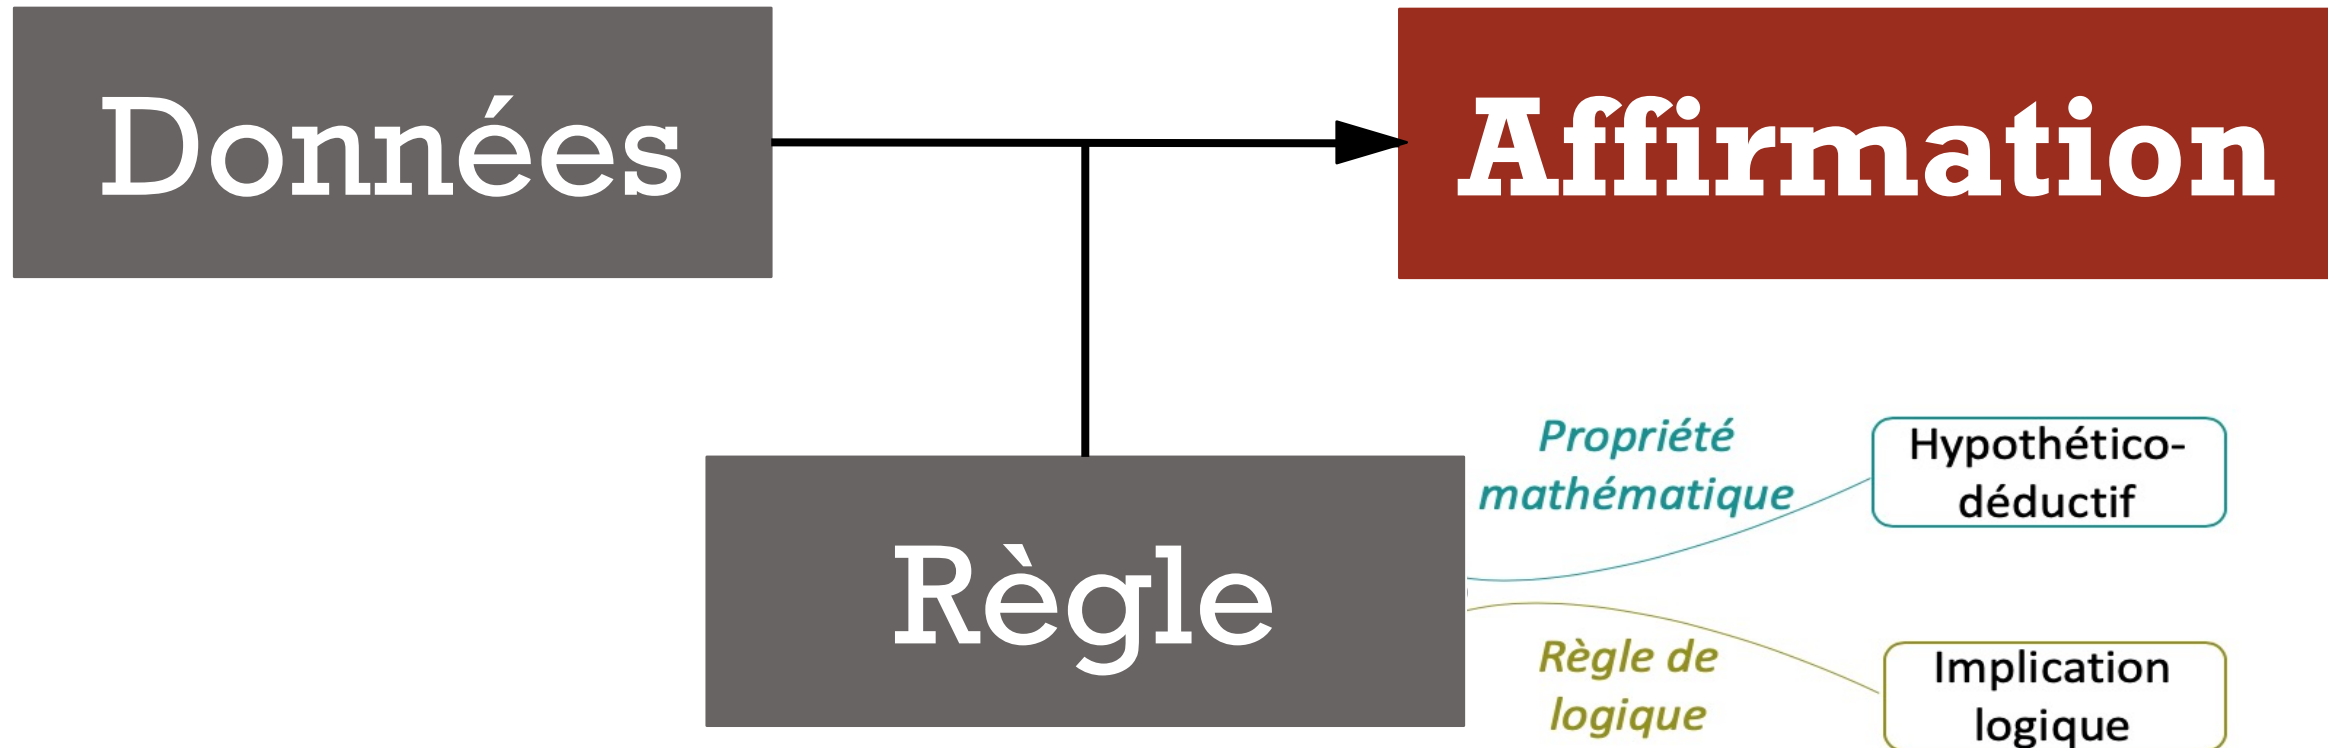 Données
Affirmation
Règle
Propriété
mathématique
Hypothético-
déductif
Règle de
logique
Implication
logique